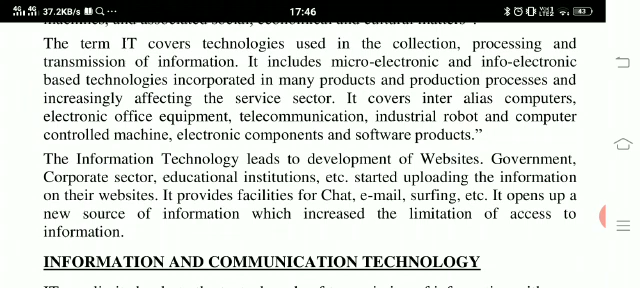 4G 4G 37.2KB/s 17:46 LTE2 43
The term IT covers technologies used in the collection, processing and
transmission of information. It includes micro-electronic and info-electronic
based technologies incorporated in many products and production processes and
increasingly affecting the service sector. It covers inter alias computers,
electronic office equipment, telecommunication, industrial robot and computer
controlled machine, electronic components and software products.”
The Information Technology leads to development of Websites. Government,
Corporate sector, educational institutions, etc. started uploading the information
on their websites. It provides facilities for Chat, e-mail, surfing, etc. It opens up a
new source of information which increased the limitation of access to
information.
INFORMATION AND COMMUNICATION TECHNOLOGY